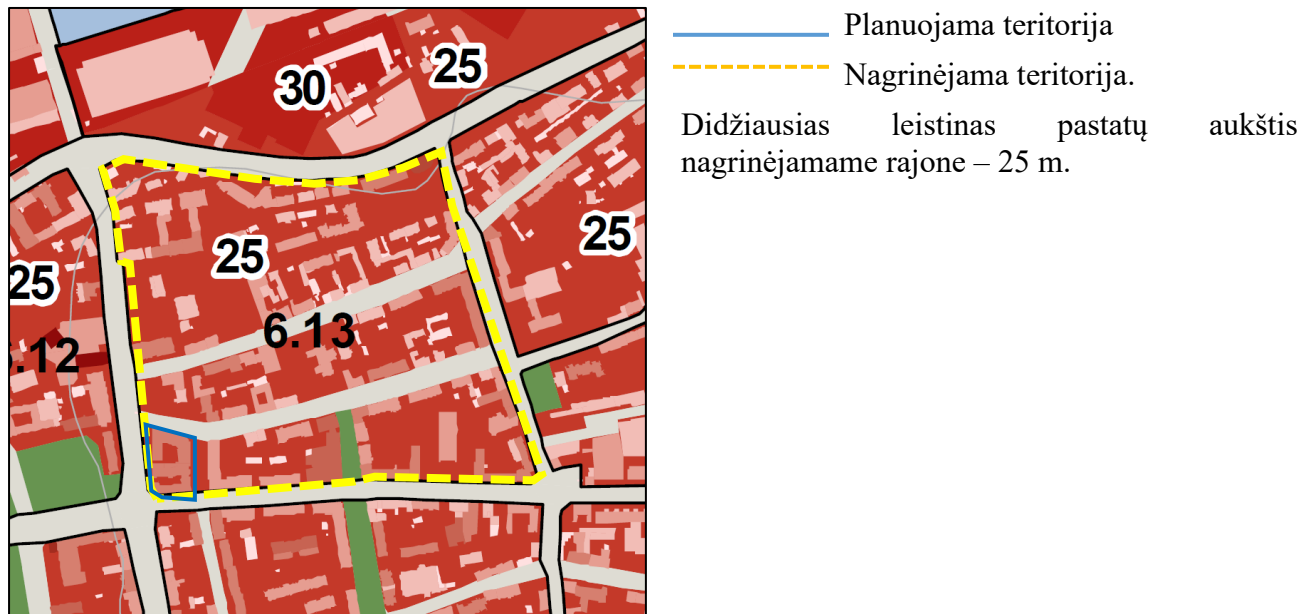 30
25
25
25
25
6.13
.12
Planuojama teritorija
Nagrinėjama teritorija.
Didžiausias leistinas pastatų aukštis
nagrinėjamame rajone – 25 m.